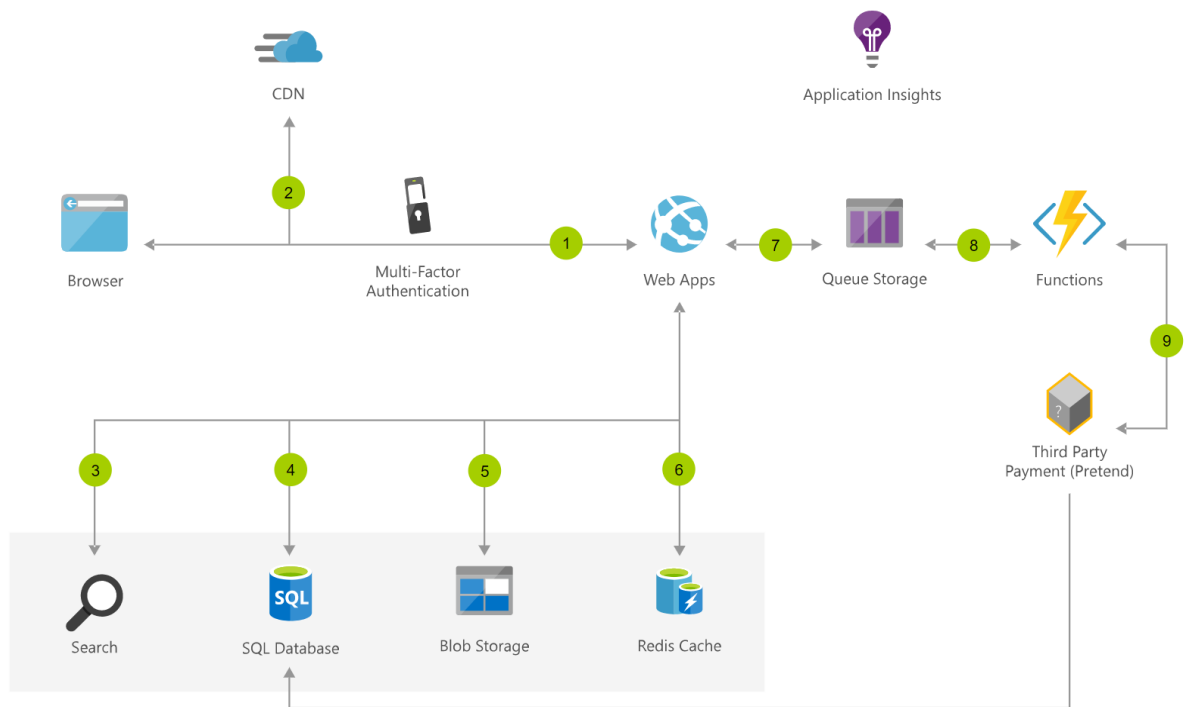 CDN
Application Insights
2
Browser
Multi-Factor
Authentication
1
Web Apps
7
Queue Storage
8
Functions
9
Third Party
Payment (Pretend)
?
3
4
5
6
Search
SQL
SQL Database
Blob Storage
Redis Cache